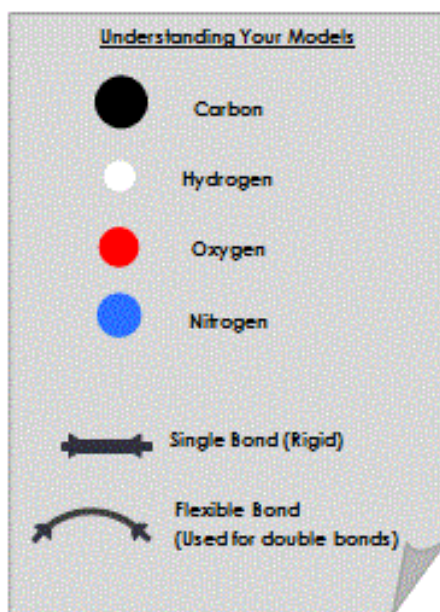 Understanding Your Models
Carbon
Hydrogen
Oxygen
Nitrogen
Single Bond (Rigid)
Flexible Bond
(Used for double bonds)